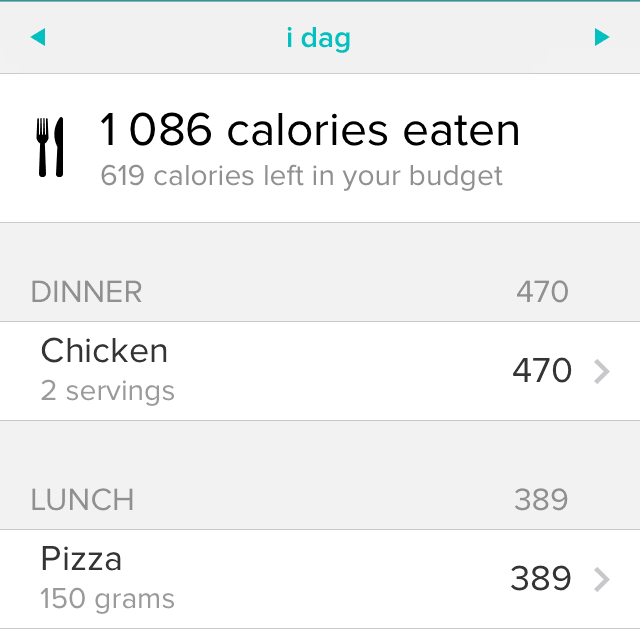 i dag
1 086 calories eaten
619 calories left in your budget
DINNER 470
Chicken
2 servings
470
LUNCH 389
Pizza
150 grams
389